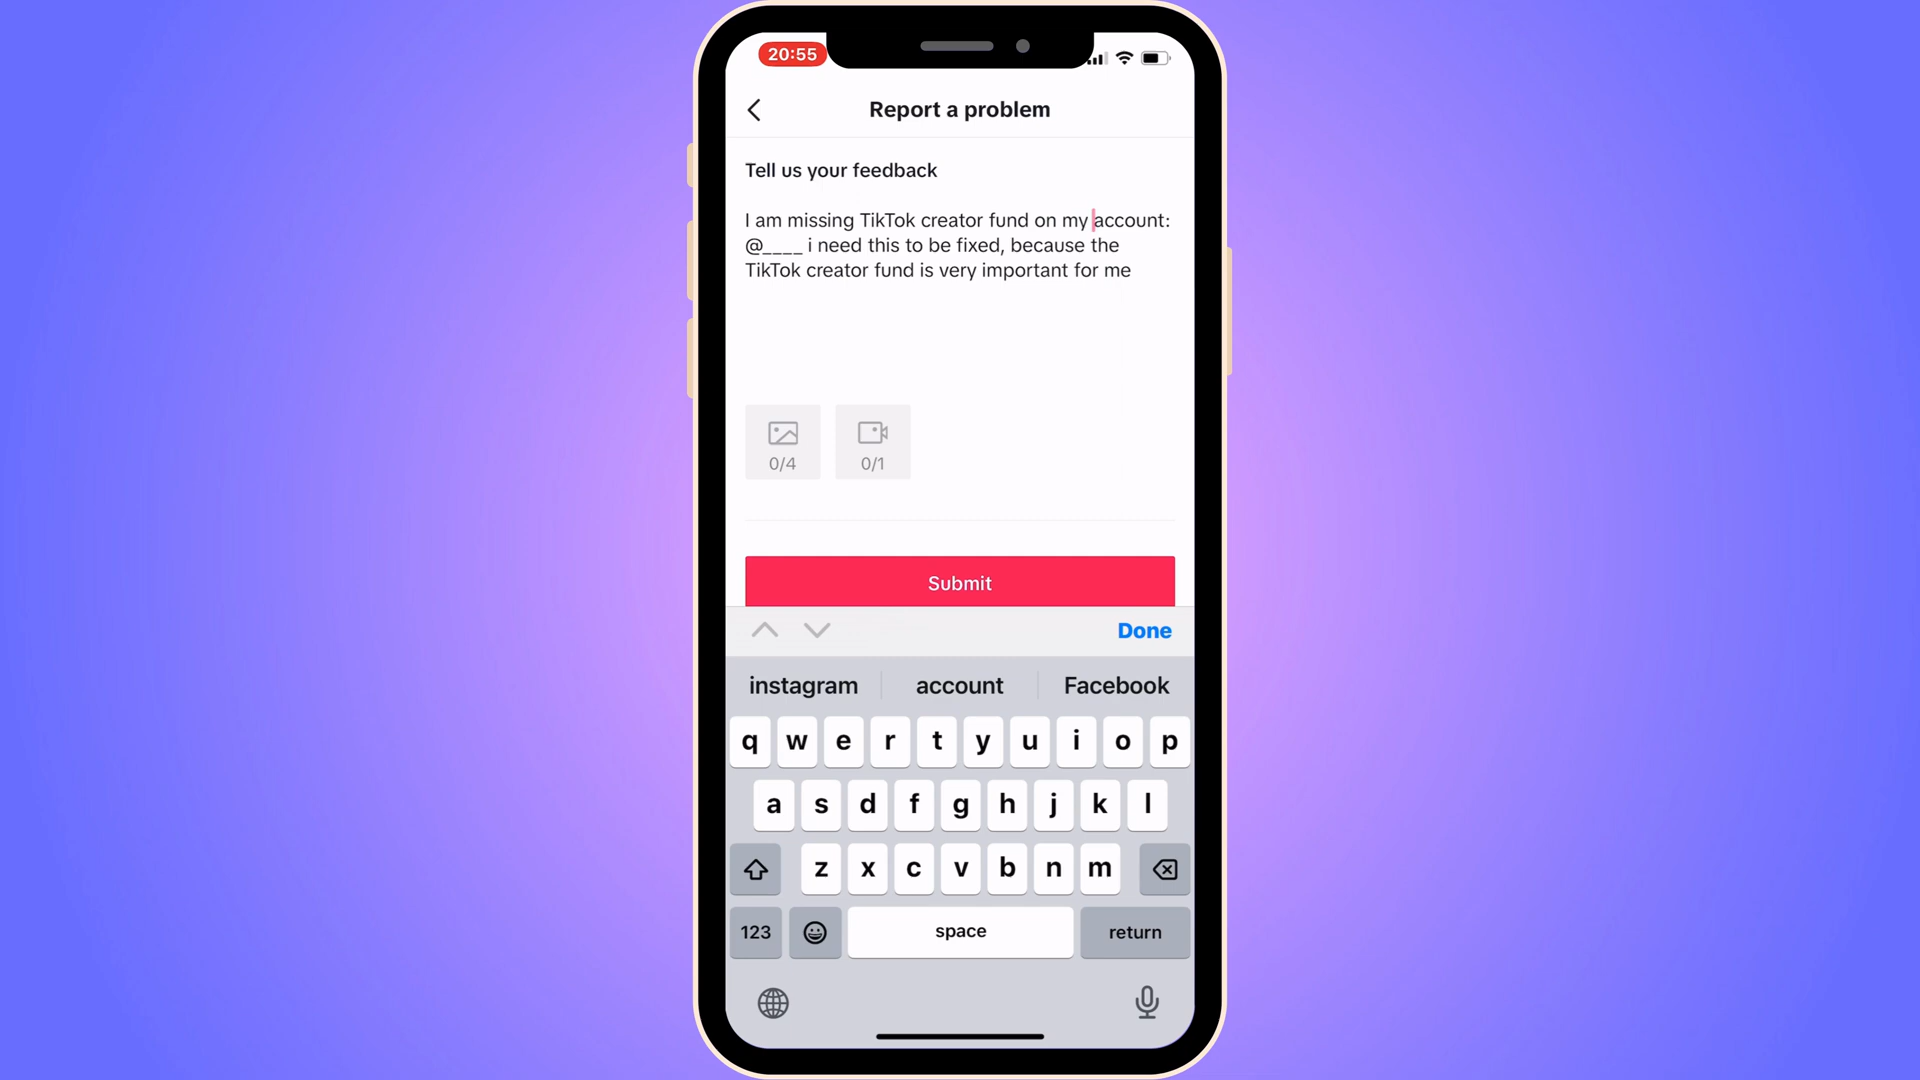 20:55
Report a problem
Tell us your feedback
I am missing TikTok creator fund on my account:
@____ i need this to be fixed, because the
TikTok creator fund is very important for me
0/4 0/1
Submit
Done
instagram account Facebook
q w e r t y u i o p
a s d f g h j k l
z x c v b n m
123 space return